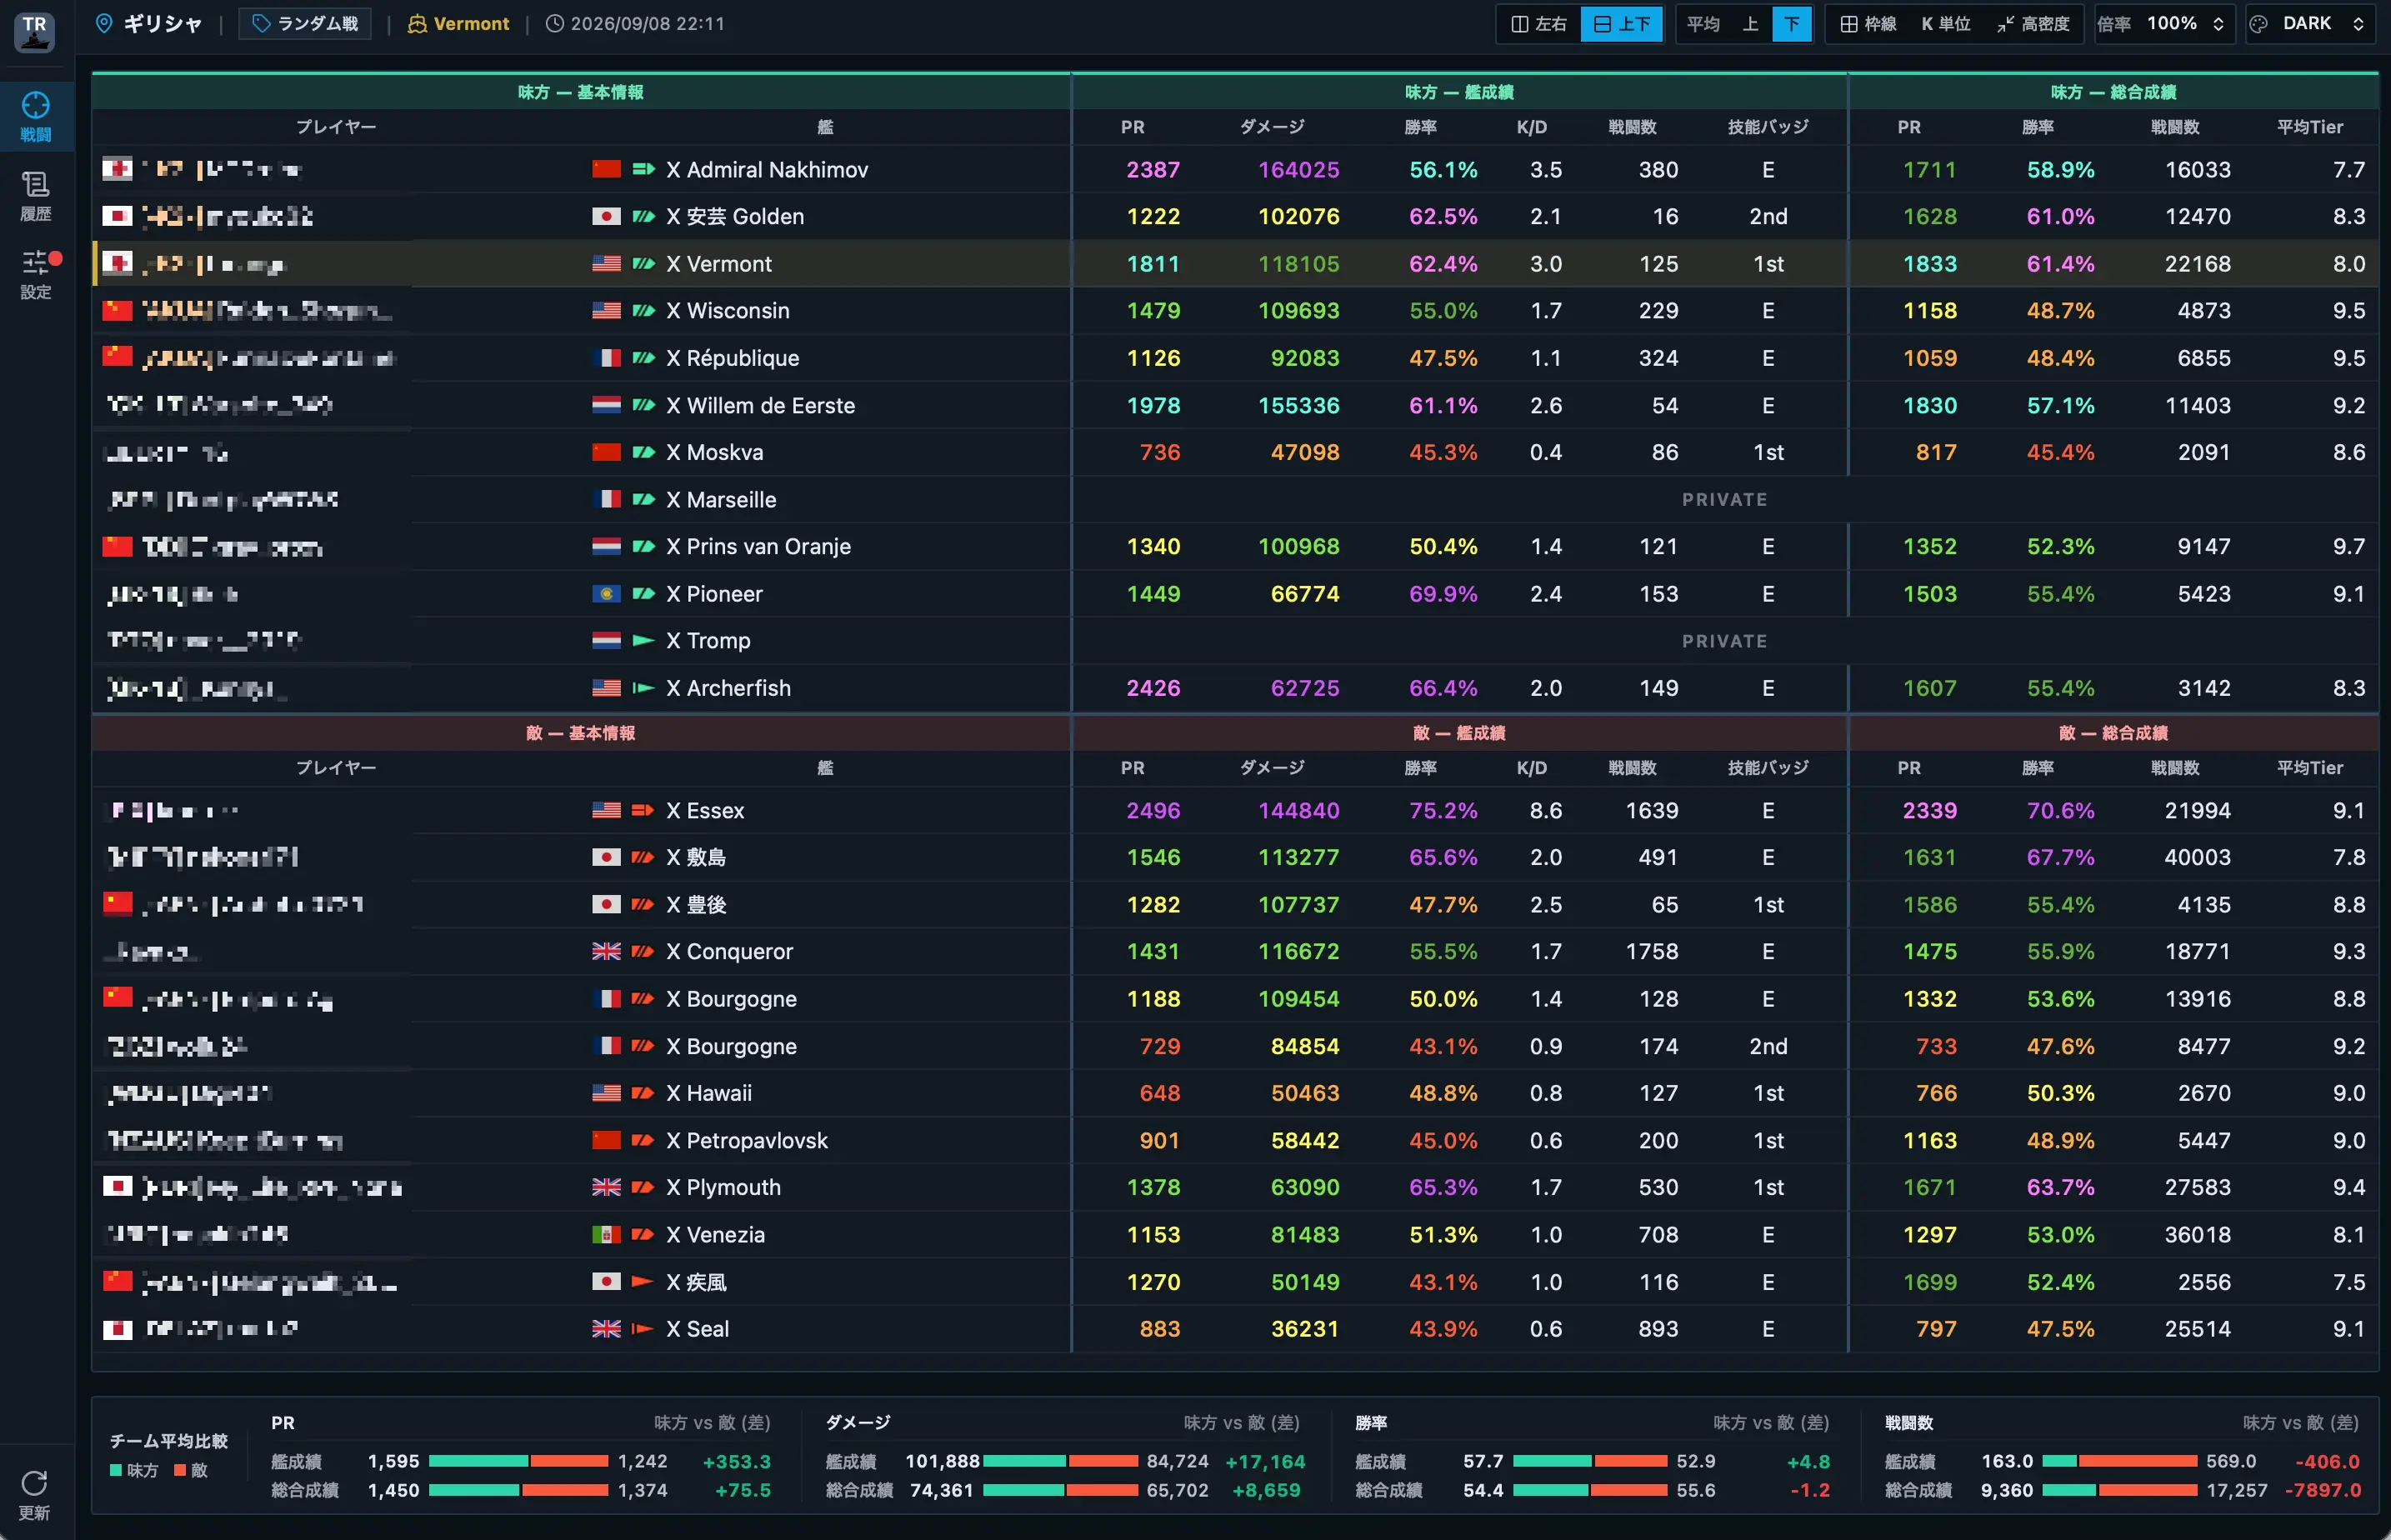 TR ギリシャ | ランダム戦 | Vermont | 2026/09/08 22:11 左右 上下 平均 上 下 枠線 K 単位 高密度 倍率 100% DARK
戦闘
履歴
設定
味方 — 基本情報 味方 — 艦成績 味方 — 総合成績
プレイヤー 艦 PR ダメージ 勝率 K/D 戦闘数 技能バッジ PR 勝率 戦闘数 平均Tier
X Admiral Nakhimov 2387 164025 56.1% 3.5 380 E 1711 58.9% 16033 7.7
X 安芸 Golden 1222 102076 62.5% 2.1 16 2nd 1628 61.0% 12470 8.3
X Vermont 1811 118105 62.4% 3.0 125 1st 1833 61.4% 22168 8.0
X Wisconsin 1479 109693 55.0% 1.7 229 E 1158 48.7% 4873 9.5
X République 1126 92083 47.5% 1.1 324 E 1059 48.4% 6855 9.5
X Willem de Eerste 1978 155336 61.1% 2.6 54 E 1830 57.1% 11403 9.2
X Moskva 736 47098 45.3% 0.4 86 1st 817 45.4% 2091 8.6
X Marseille PRIVATE
X Prins van Oranje 1340 100968 50.4% 1.4 121 E 1352 52.3% 9147 9.7
X Pioneer 1449 66774 69.9% 2.4 153 E 1503 55.4% 5423 9.1
X Tromp PRIVATE
X Archerfish 2426 62725 66.4% 2.0 149 E 1607 55.4% 3142 8.3
敵 — 基本情報 敵 — 艦成績 敵 — 総合成績
プレイヤー 艦 PR ダメージ 勝率 K/D 戦闘数 技能バッジ PR 勝率 戦闘数 平均Tier
X Essex 2496 144840 75.2% 8.6 1639 E 2339 70.6% 21994 9.1
X 敷島 1546 113277 65.6% 2.0 491 E 1631 67.7% 40003 7.8
X 豊後 1282 107737 47.7% 2.5 65 1st 1586 55.4% 4135 8.8
X Conqueror 1431 116672 55.5% 1.7 1758 E 1475 55.9% 18771 9.3
X Bourgogne 1188 109454 50.0% 1.4 128 E 1332 53.6% 13916 8.8
X Bourgogne 729 84854 43.1% 0.9 174 2nd 733 47.6% 8477 9.2
X Hawaii 648 50463 48.8% 0.8 127 1st 766 50.3% 2670 9.0
X Petropavlovsk 901 58442 45.0% 0.6 200 1st 1163 48.9% 5447 9.0
X Plymouth 1378 63090 65.3% 1.7 530 1st 1671 63.7% 27583 9.4
X Venezia 1153 81483 51.3% 1.0 708 E 1297 53.0% 36018 8.1
X 疾風 1270 50149 43.1% 1.0 116 E 1699 52.4% 2556 7.5
X Seal 883 36231 43.9% 0.6 893 E 797 47.5% 25514 9.1
チーム平均比較
味方 敵
PR 味方 vs 敵 (差)
艦成績 1,595 1,242 +353.3
総合成績 1,450 1,374 +75.5
ダメージ 味方 vs 敵 (差)
艦成績 101,888 84,724 +17,164
総合成績 74,361 65,702 +8,659
勝率 味方 vs 敵 (差)
艦成績 57.7 52.9 +4.8
総合成績 54.4 55.6 -1.2
戦闘数 味方 vs 敵 (差)
艦成績 163.0 569.0 -406.0
総合成績 9,360 17,257 -7897.0
更新